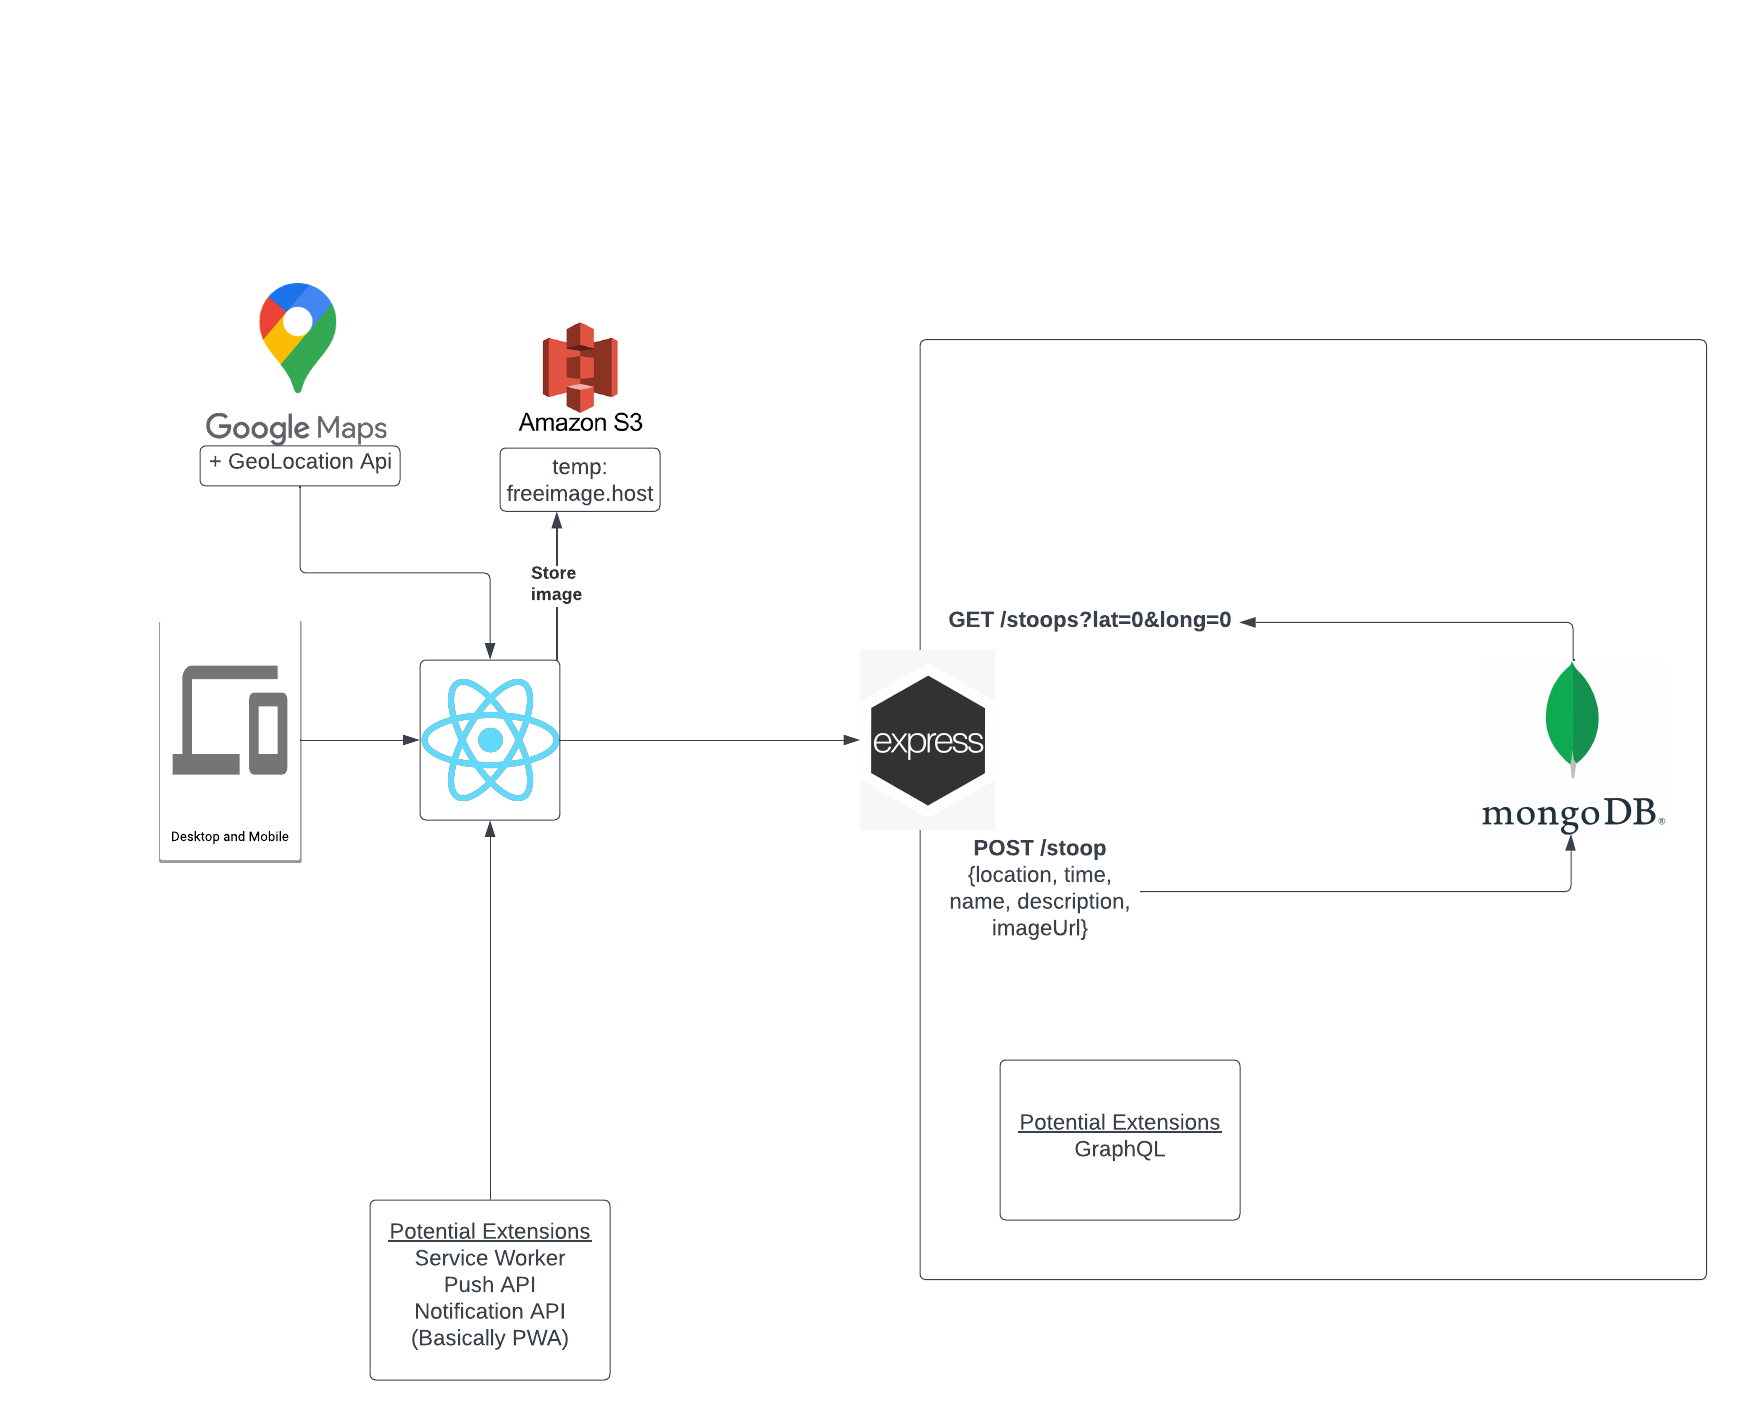 Google Maps
+ GeoLocation Api
Amazon S3
temp:
freeimage.host
Store
image
Desktop and Mobile
express
GET /stoops?lat=0&long=0
mongoDB®
POST /stoop
{location, time,
name, description,
imageUrl}
Potential Extensions
GraphQL
Potential Extensions
Service Worker
Push API
Notification API
(Basically PWA)